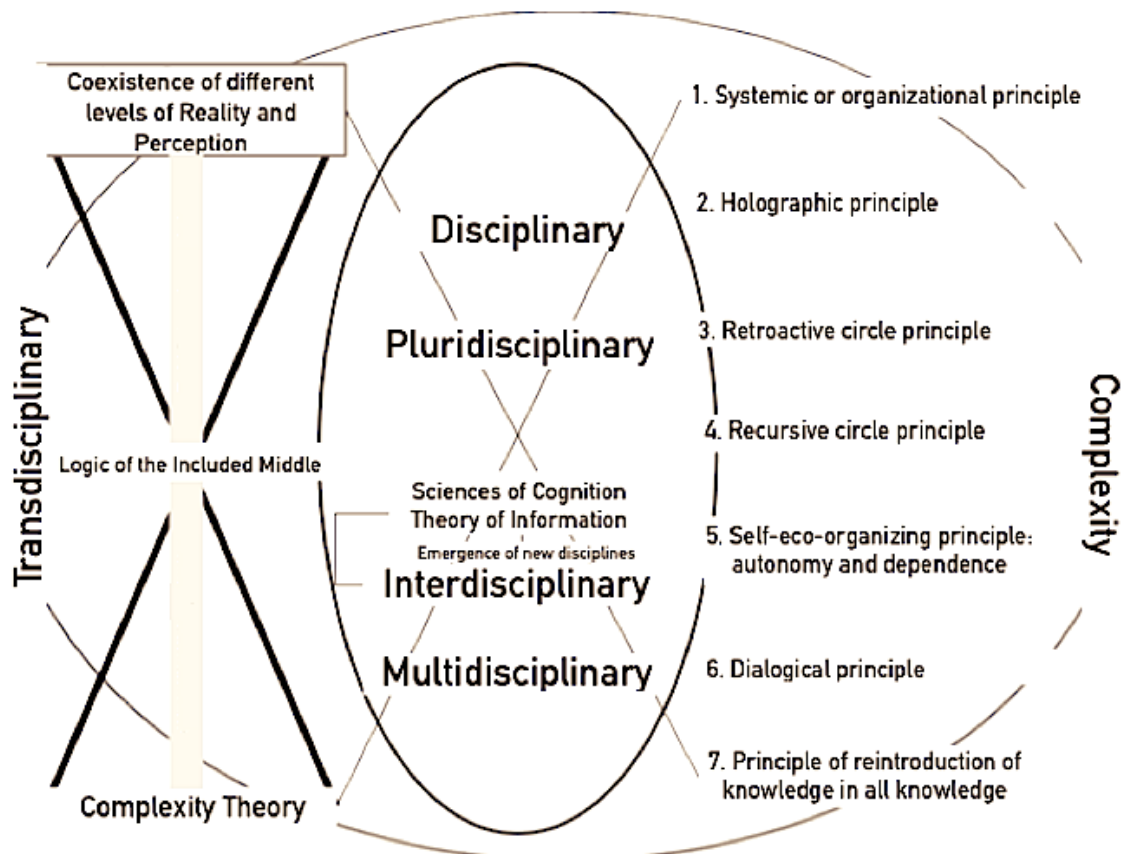 Coexistence of different
levels of Reality and
Perception
Transdisciplinary
Logic of the Included Middle
Complexity Theory
Disciplinary
Pluridisciplinary
Sciences of Cognition
Theory of Information
Emergence of new disciplines
Interdisciplinary
Multidisciplinary
1. Systemic or organizational principle
2. Holographic principle
3. Retroactive circle principle
4. Recursive circle principle
5. Self-eco-organizing principle:
autonomy and dependence
6. Dialogical principle
7. Principle of reintroduction of
knowledge in all knowledge
Complexity